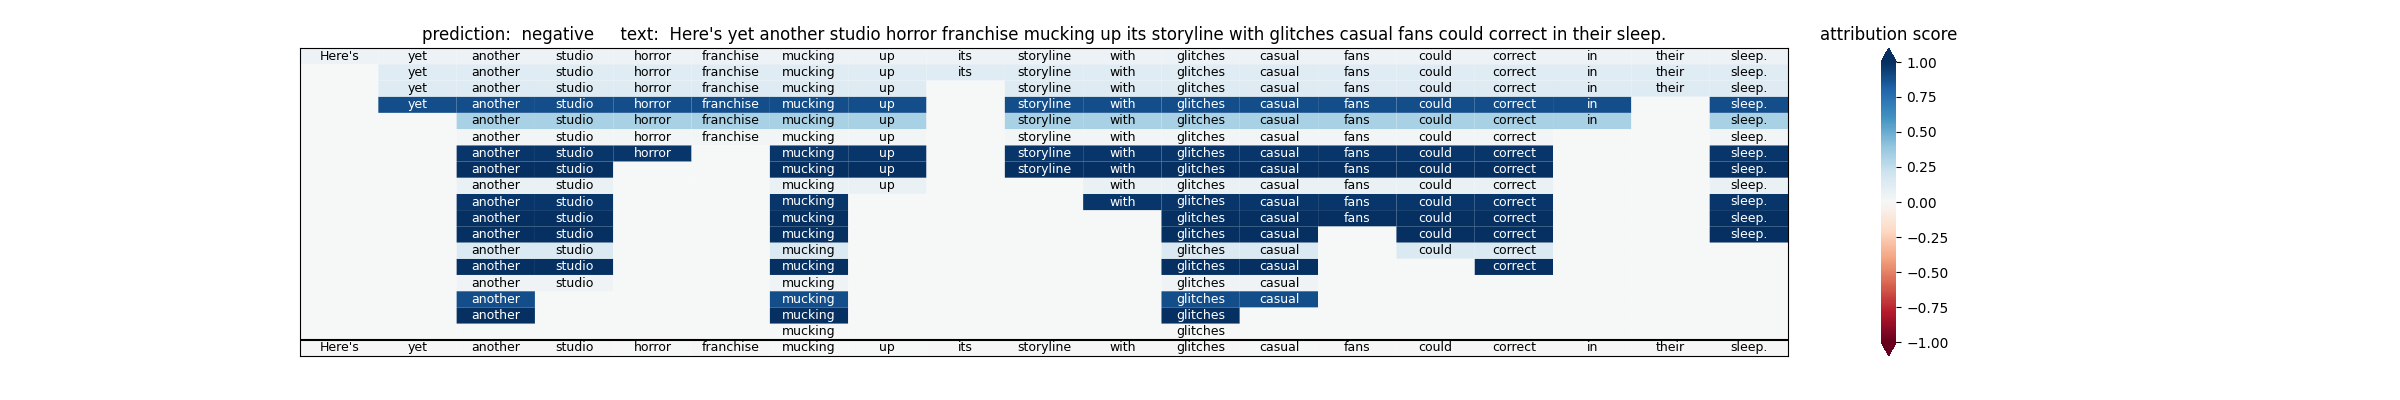 prediction:  negative     text:  Here's yet another studio horror franchise mucking up its storyline with glitches casual fans could correct in their sleep.
attribution score
Here's yet another studio horror franchise mucking up its storyline with glitches casual fans could correct in their sleep.
yet another studio horror franchise mucking up its storyline with glitches casual fans could correct in their sleep.
yet another studio horror franchise mucking up storyline with glitches casual fans could correct in their sleep.
yet another studio horror franchise mucking up storyline with glitches casual fans could correct in sleep.
another studio horror franchise mucking up storyline with glitches casual fans could correct in sleep.
another studio horror franchise mucking up storyline with glitches casual fans could correct sleep.
another studio horror mucking up storyline with glitches casual fans could correct sleep.
another studio mucking up storyline with glitches casual fans could correct sleep.
another studio mucking up with glitches casual fans could correct sleep.
another studio mucking with glitches casual fans could correct sleep.
another studio mucking glitches casual fans could correct sleep.
another studio mucking glitches casual could correct sleep.
another studio mucking glitches casual could correct
another studio mucking glitches casual correct
another studio mucking glitches casual
another mucking glitches casual
another mucking glitches
mucking glitches
Here's yet another studio horror franchise mucking up its storyline with glitches casual fans could correct in their sleep.
1.00
0.75
0.50
0.25
0.00
−0.25
−0.50
−0.75
−1.00